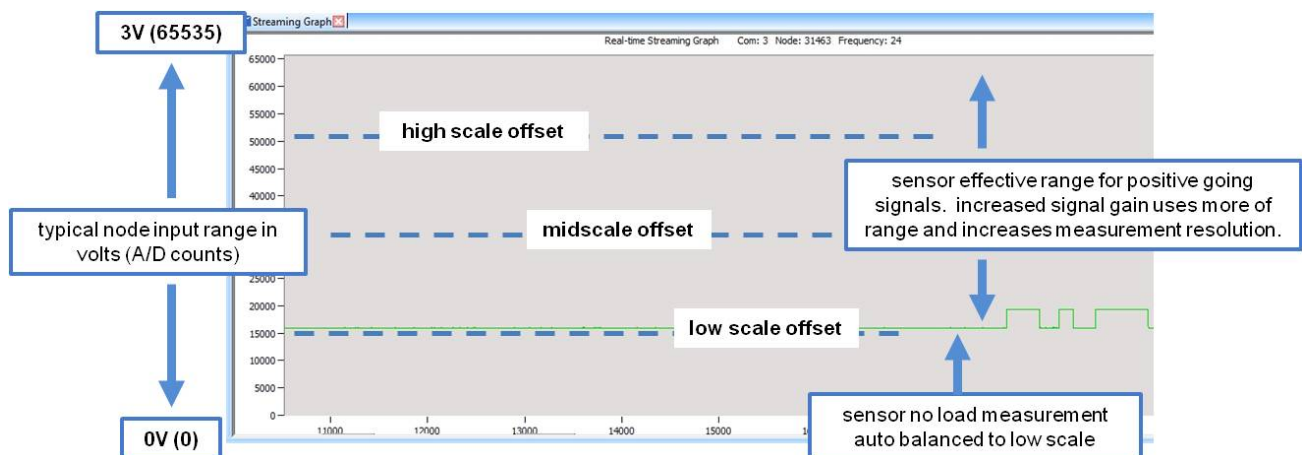 3V (65535)
Streaming Graph
Real-time Streaming Graph Com: 3 Node: 31463 Frequency: 24
65000
60000
55000
50000
45000
40000
high scale offset
sensor effective range for positive going
signals. increased signal gain uses more of
range and increases measurement resolution.
typical node input range in
volts (A/D counts)
midscale offset
25000
20000
15000
10000
5000
0
low scale offset
sensor no load measurement
auto balanced to low scale
0V (0)
11000
12000
13000
14000
15000